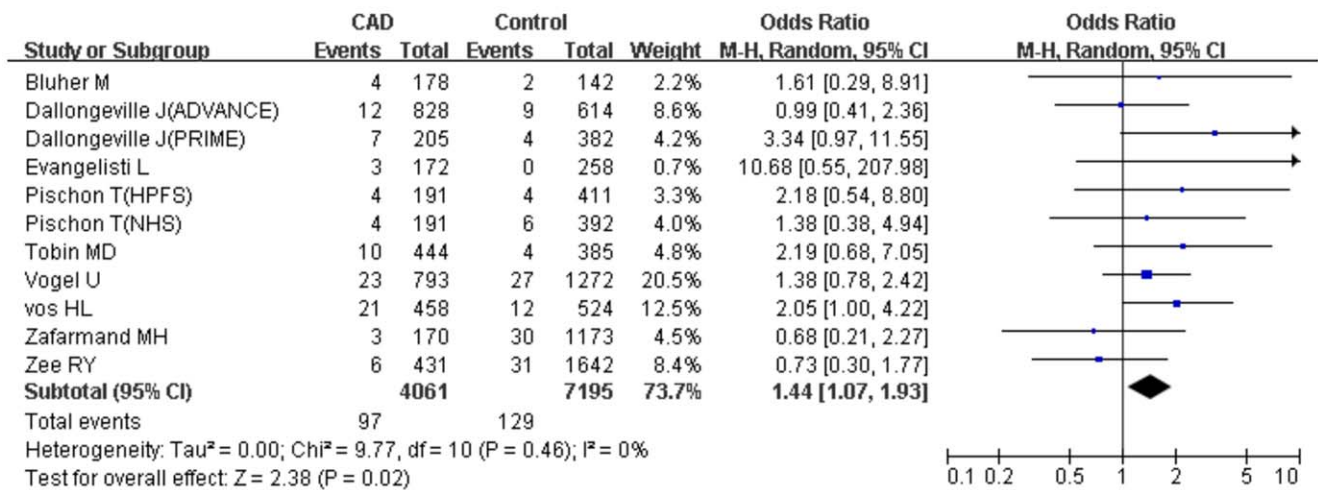 CAD Control Odds Ratio Odds Ratio
Study or Subgroup Events Total Events Total Weight M-H, Random, 95% CI M-H, Random, 95% CI
Bluher M 4 178 2 142 2.2% 1.61 [0.29, 8.91]
Dallongeville J(ADVANCE) 12 828 9 614 8.6% 0.99 [0.41, 2.36]
Dallongeville J(PRIME) 7 205 4 382 4.2% 3.34 [0.97, 11.55]
Evangelisti L 3 172 0 258 0.7% 10.68 [0.55, 207.98]
Pischon T(HPFS) 4 191 4 411 3.3% 2.18 [0.54, 8.80]
Pischon T(NHS) 4 191 6 392 4.0% 1.38 [0.38, 4.94]
Tobin MD 10 444 4 385 4.8% 2.19 [0.68, 7.05]
Vogel U 23 793 27 1272 20.5% 1.38 [0.78, 2.42]
vos HL 21 458 12 524 12.5% 2.05 [1.00, 4.22]
Zafarmand MH 3 170 30 1173 4.5% 0.68 [0.21, 2.27]
Zee RY 6 431 31 1642 8.4% 0.73 [0.30, 1.77]
Subtotal (95% CI) 4061 7195 73.7% 1.44 [1.07, 1.93]
Total events 97 129
Heterogeneity: Tau² = 0.00; Chi² = 9.77, df = 10 (P = 0.46); I² = 0%
Test for overall effect: Z = 2.38 (P = 0.02)
0.1 0.2 0.5 1 2 5 10